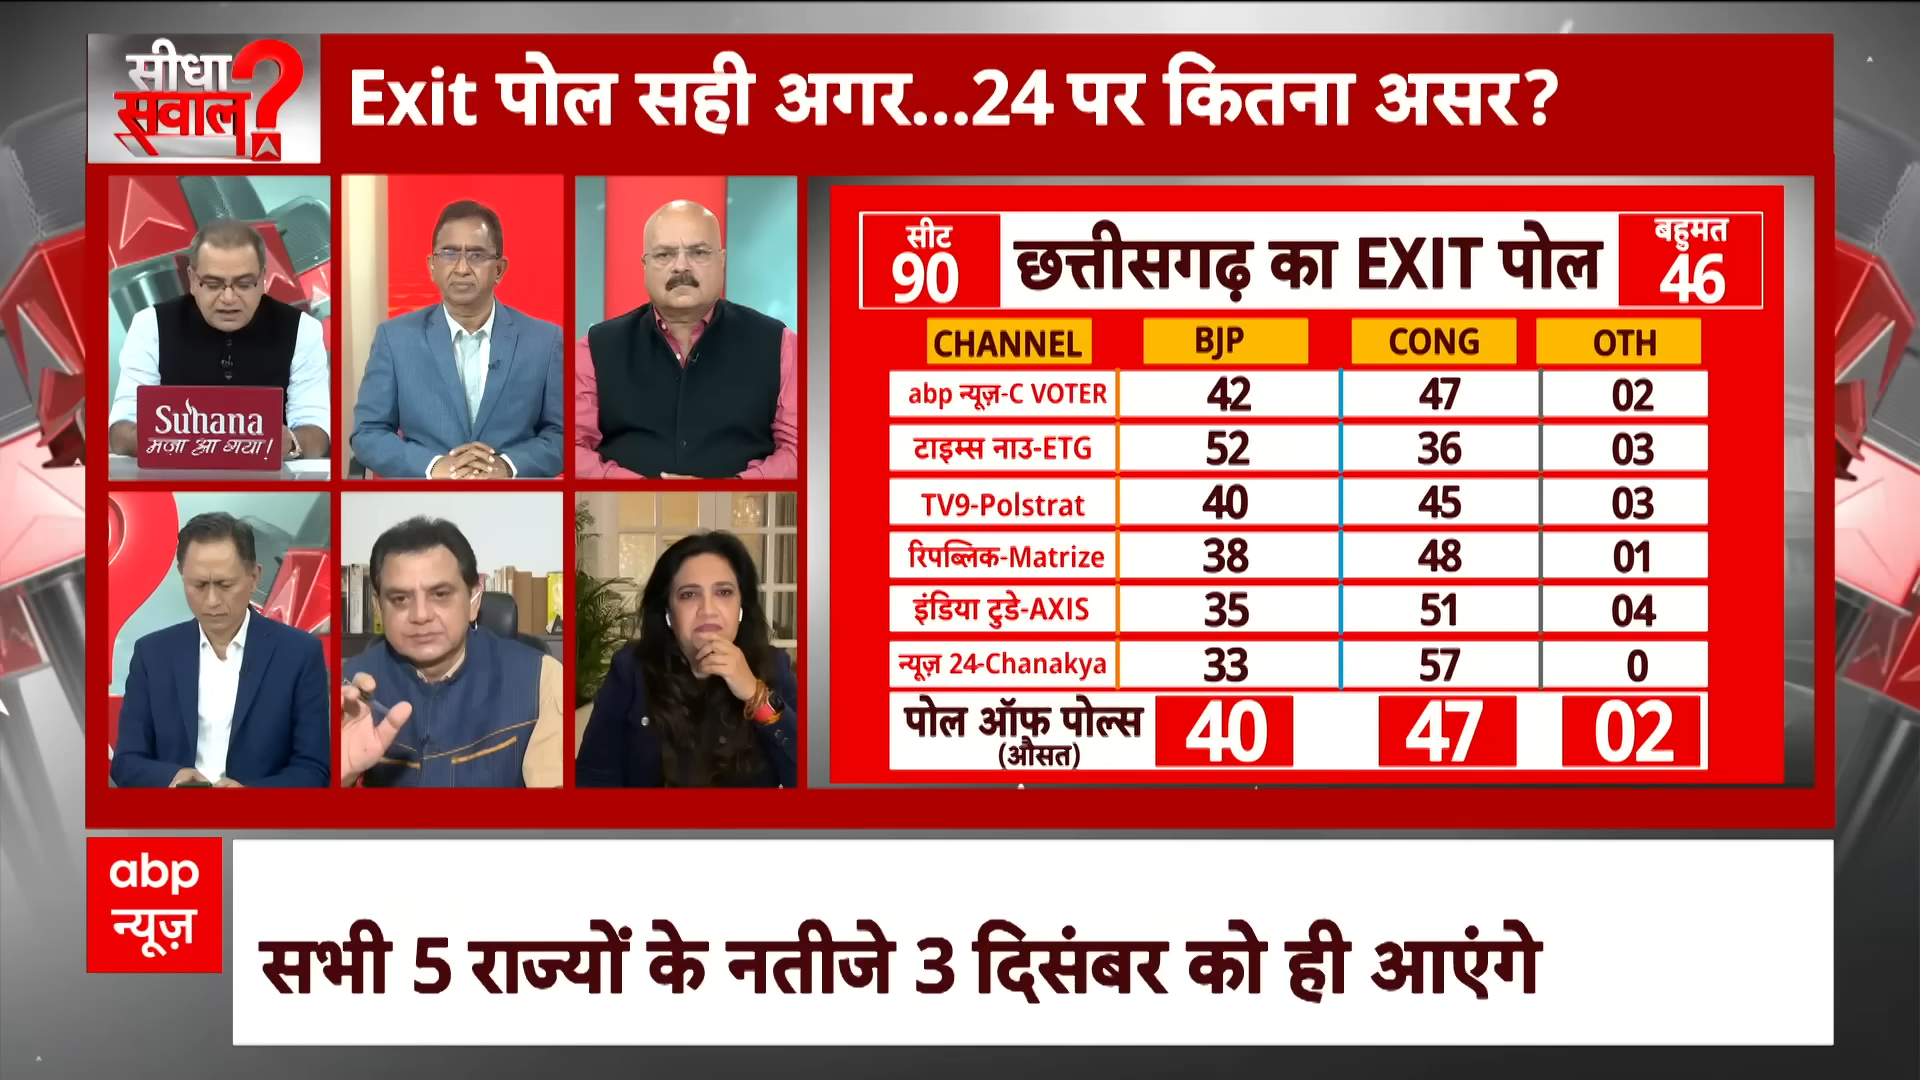 सीधा
सवाल?
Exit पोल सही अगर...24 पर कितना असर?
Suhana
मज़ा आ गया!
सीट
90
छत्तीसगढ़ का EXIT पोल
बहुमत
46
CHANNEL BJP CONG OTH
abp न्यूज़-C VOTER 42 47 02
टाइम्स नाउ-ETG 52 36 03
TV9-Polstrat 40 45 03
रिपब्लिक-Matrize 38 48 01
इंडिया टुडे-AXIS 35 51 04
न्यूज़ 24-Chanakya 33 57 0
पोल ऑफ पोल्स 40 47 02
(औसत)
abp
न्यूज़
सभी 5 राज्यों के नतीजे 3 दिसंबर को ही आएंगे